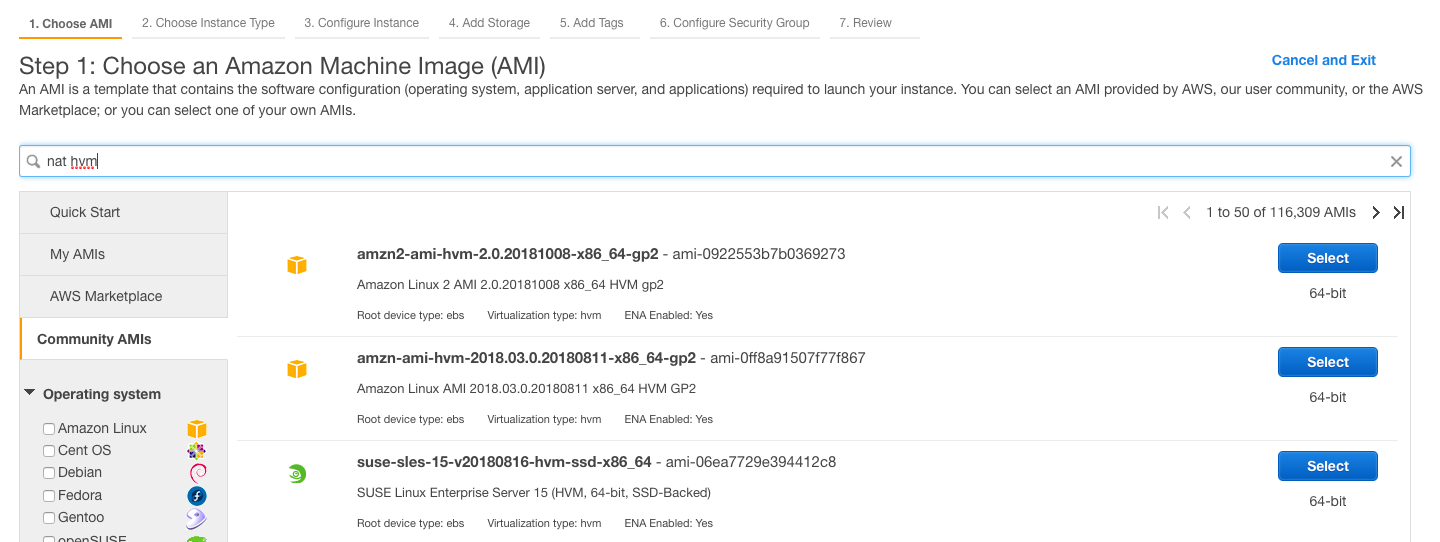 1. Choose AMI 2. Choose Instance Type 3. Configure Instance 4. Add Storage 5. Add Tags 6. Configure Security Group 7. Review
Step 1: Choose an Amazon Machine Image (AMI)
Cancel and Exit
An AMI is a template that contains the software configuration (operating system, application server, and applications) required to launch your instance. You can select an AMI provided by AWS, our user community, or the AWS
Marketplace; or you can select one of your own AMIs.
nat hvm
Quick Start
My AMIs
AWS Marketplace
Community AMIs
Operating system
Amazon Linux
Cent OS
Debian
Fedora
Gentoo
openSUSE
1 to 50 of 116,309 AMIs
amzn2-ami-hvm-2.0.20181008-x86_64-gp2 - ami-0922553b7b0369273
Select
Amazon Linux 2 AMI 2.0.20181008 x86_64 HVM gp2
64-bit
Root device type: ebs Virtualization type: hvm ENA Enabled: Yes
amzn-ami-hvm-2018.03.0.20180811-x86_64-gp2 - ami-0ff8a91507f77f867
Select
Amazon Linux AMI 2018.03.0.20180811 x86_64 HVM GP2
64-bit
Root device type: ebs Virtualization type: hvm ENA Enabled: Yes
suse-sles-15-v20180816-hvm-ssd-x86_64 - ami-06ea7729e394412c8
Select
SUSE Linux Enterprise Server 15 (HVM, 64-bit, SSD-Backed)
64-bit
Root device type: ebs Virtualization type: hvm ENA Enabled: Yes